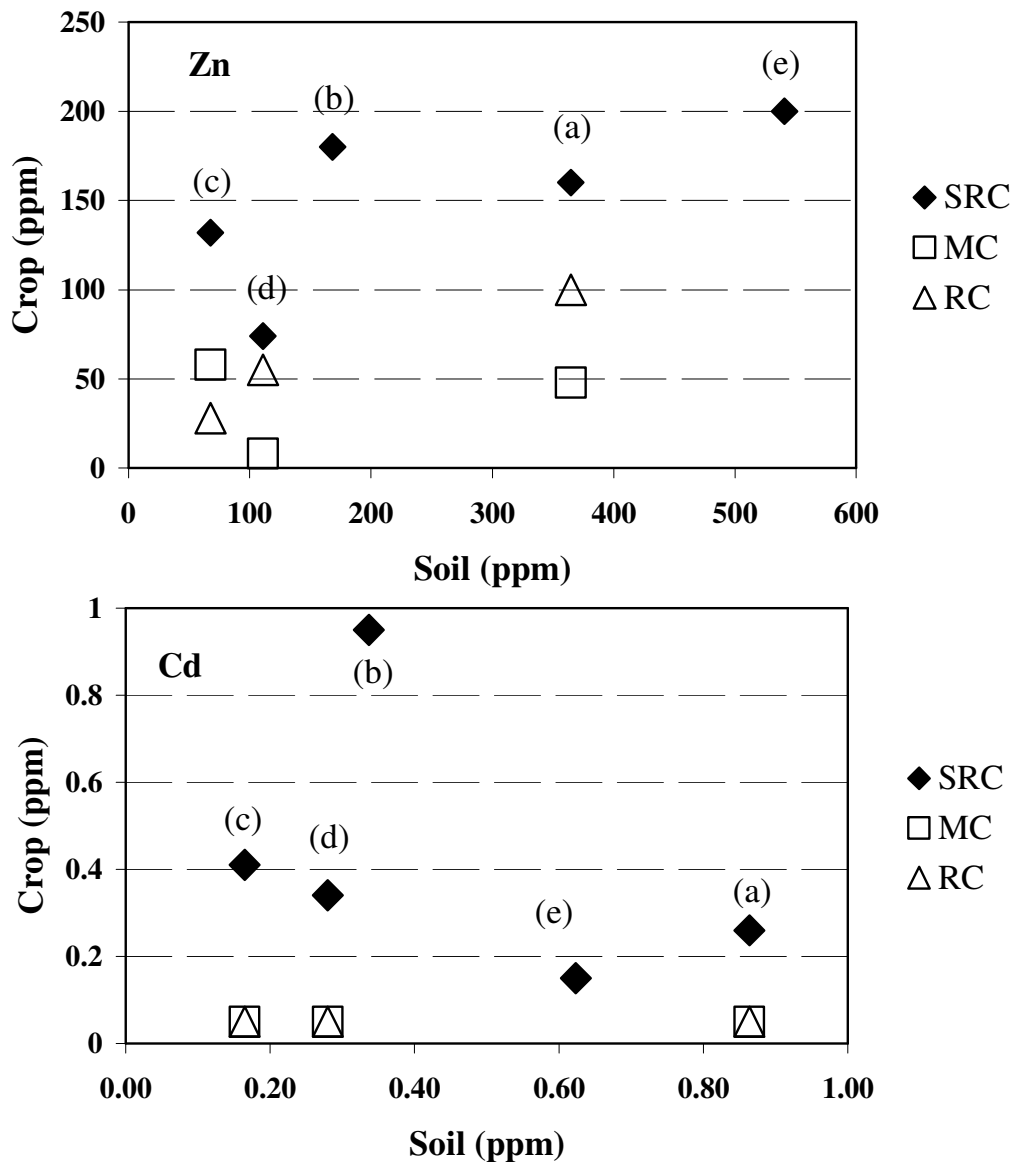 250
Zn
(e)
(b)
200
(a)
(c)
150
SRC
MC
(d)
100
RC
50
0
0 100 200 300 400 500 600
Crop (ppm)
Soil (ppm)
1
Cd
(b)
0.8
SRC
0.6
MC
(c)
(d)
0.4
(a)
RC
(e)
0.2
0
0.00 0.20 0.40 0.60 0.80 1.00
Crop (ppm)
Soil (ppm)